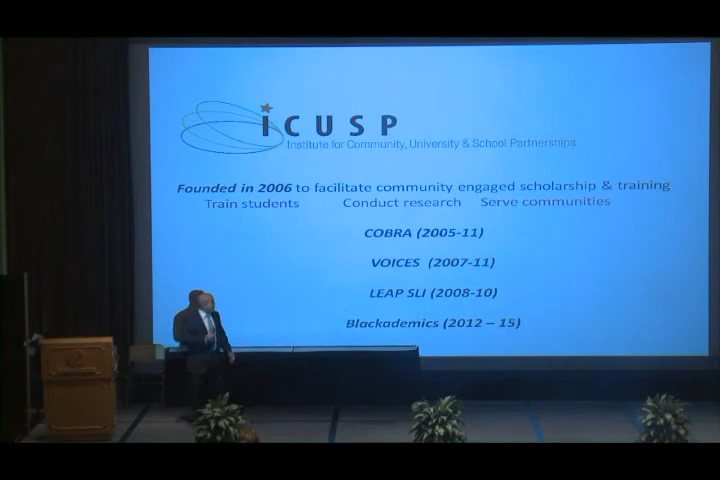 iCUSP
Institute for Community, University & School Partnerships
Founded in 2006 to facilitate community engaged scholarship & training
Train students Conduct research Serve communities
COBRA (2005-11)
VOICES (2007-11)
LEAP SLI (2008-10)
Blackademics (2012 – 15)